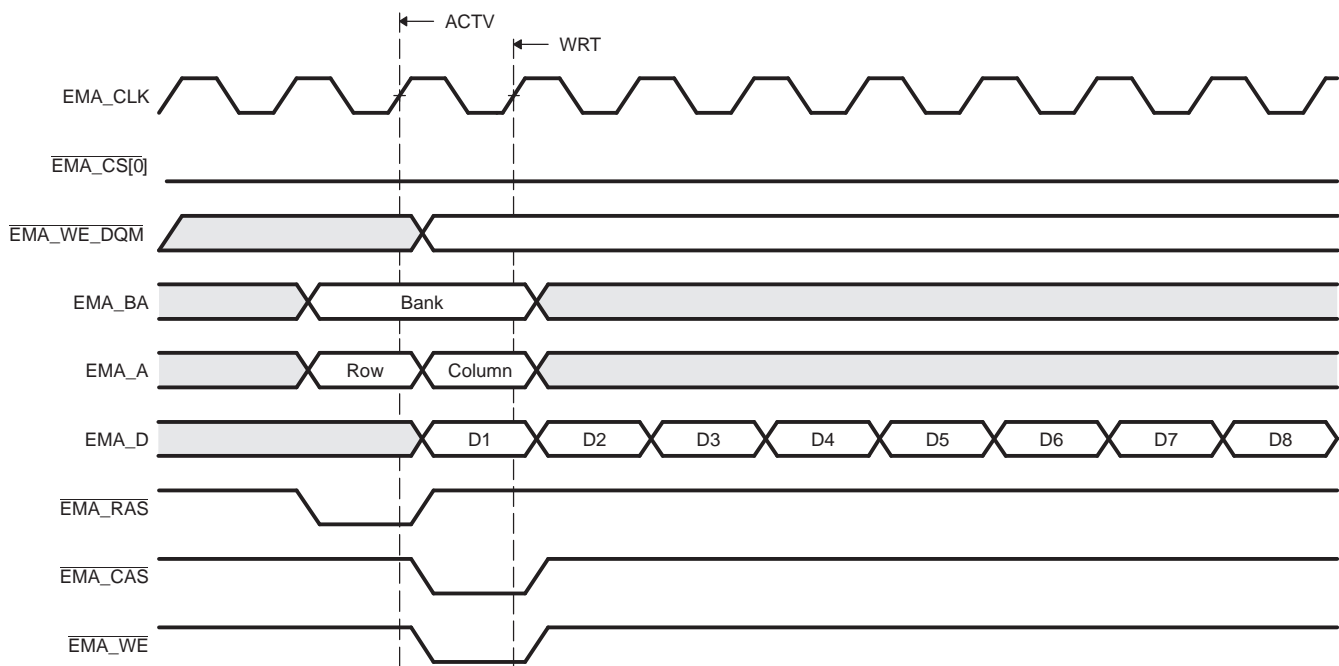 ACTV
WRT
EMA_CLK
EMA_CS[0]
EMA_WE_DQM
EMA_BA
Bank
EMA_A
Row Column
EMA_D
D1 D2 D3 D4 D5 D6 D7 D8
EMA_RAS
EMA_CAS
EMA_WE